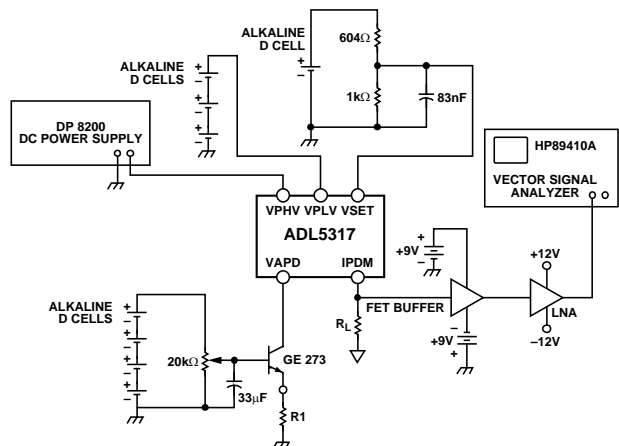 ALKALINE
D CELL
+
–
604Ω
1kΩ
83nF
ALKALINE
D CELLS
+
–
+
–
+
–
DP 8200
DC POWER SUPPLY
HP89410A
VECTOR SIGNAL
ANALYZER
VPHV VPLV VSET
ADL5317
VAPD IPDM
+
+9V
–
+12V
FET BUFFER
LNA
RL
–
+9V
+
–12V
ALKALINE
D CELLS
+
–
+
–
+
–
+
–
20kΩ
33μF
GE 273
R1